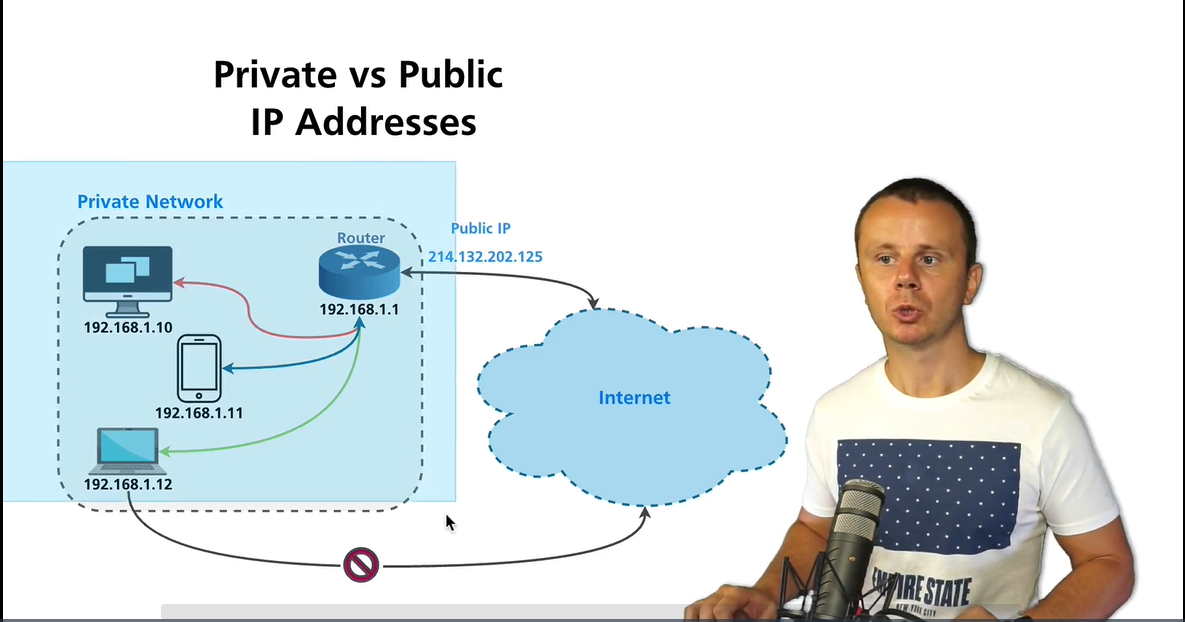 Private vs Public
IP Addresses
Private Network
Router
Public IP
214.132.202.125
192.168.1.1
192.168.1.10
192.168.1.11
192.168.1.12
Internet
EMPIRE STATE
NEW YORK CITY